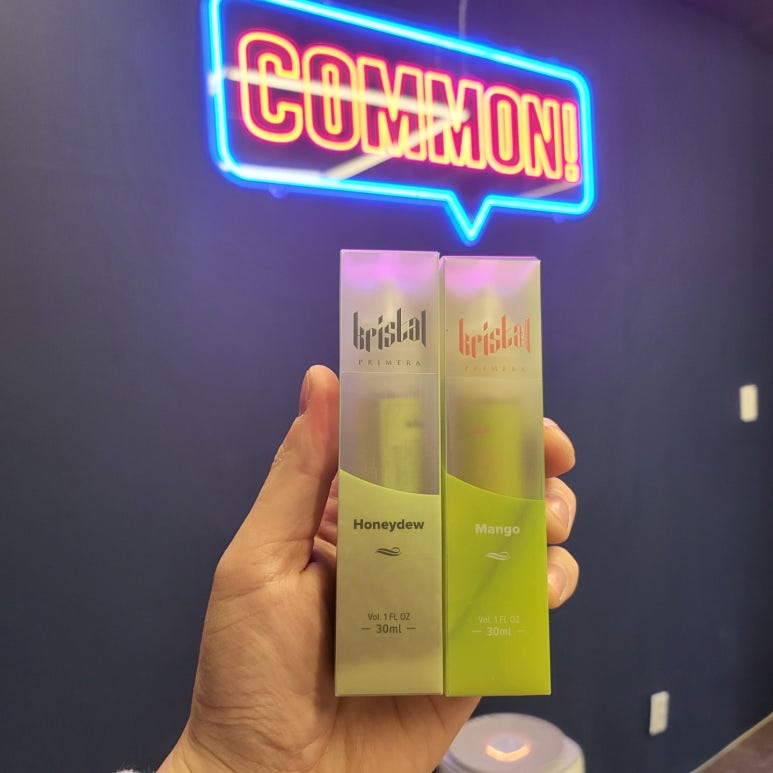 COMMON!
kristal
PRIMERA
Honeydew
Vol. 1 FL OZ
30ml
kristal
PRIMERA
Mango
Vol. 1 FL OZ
30ml